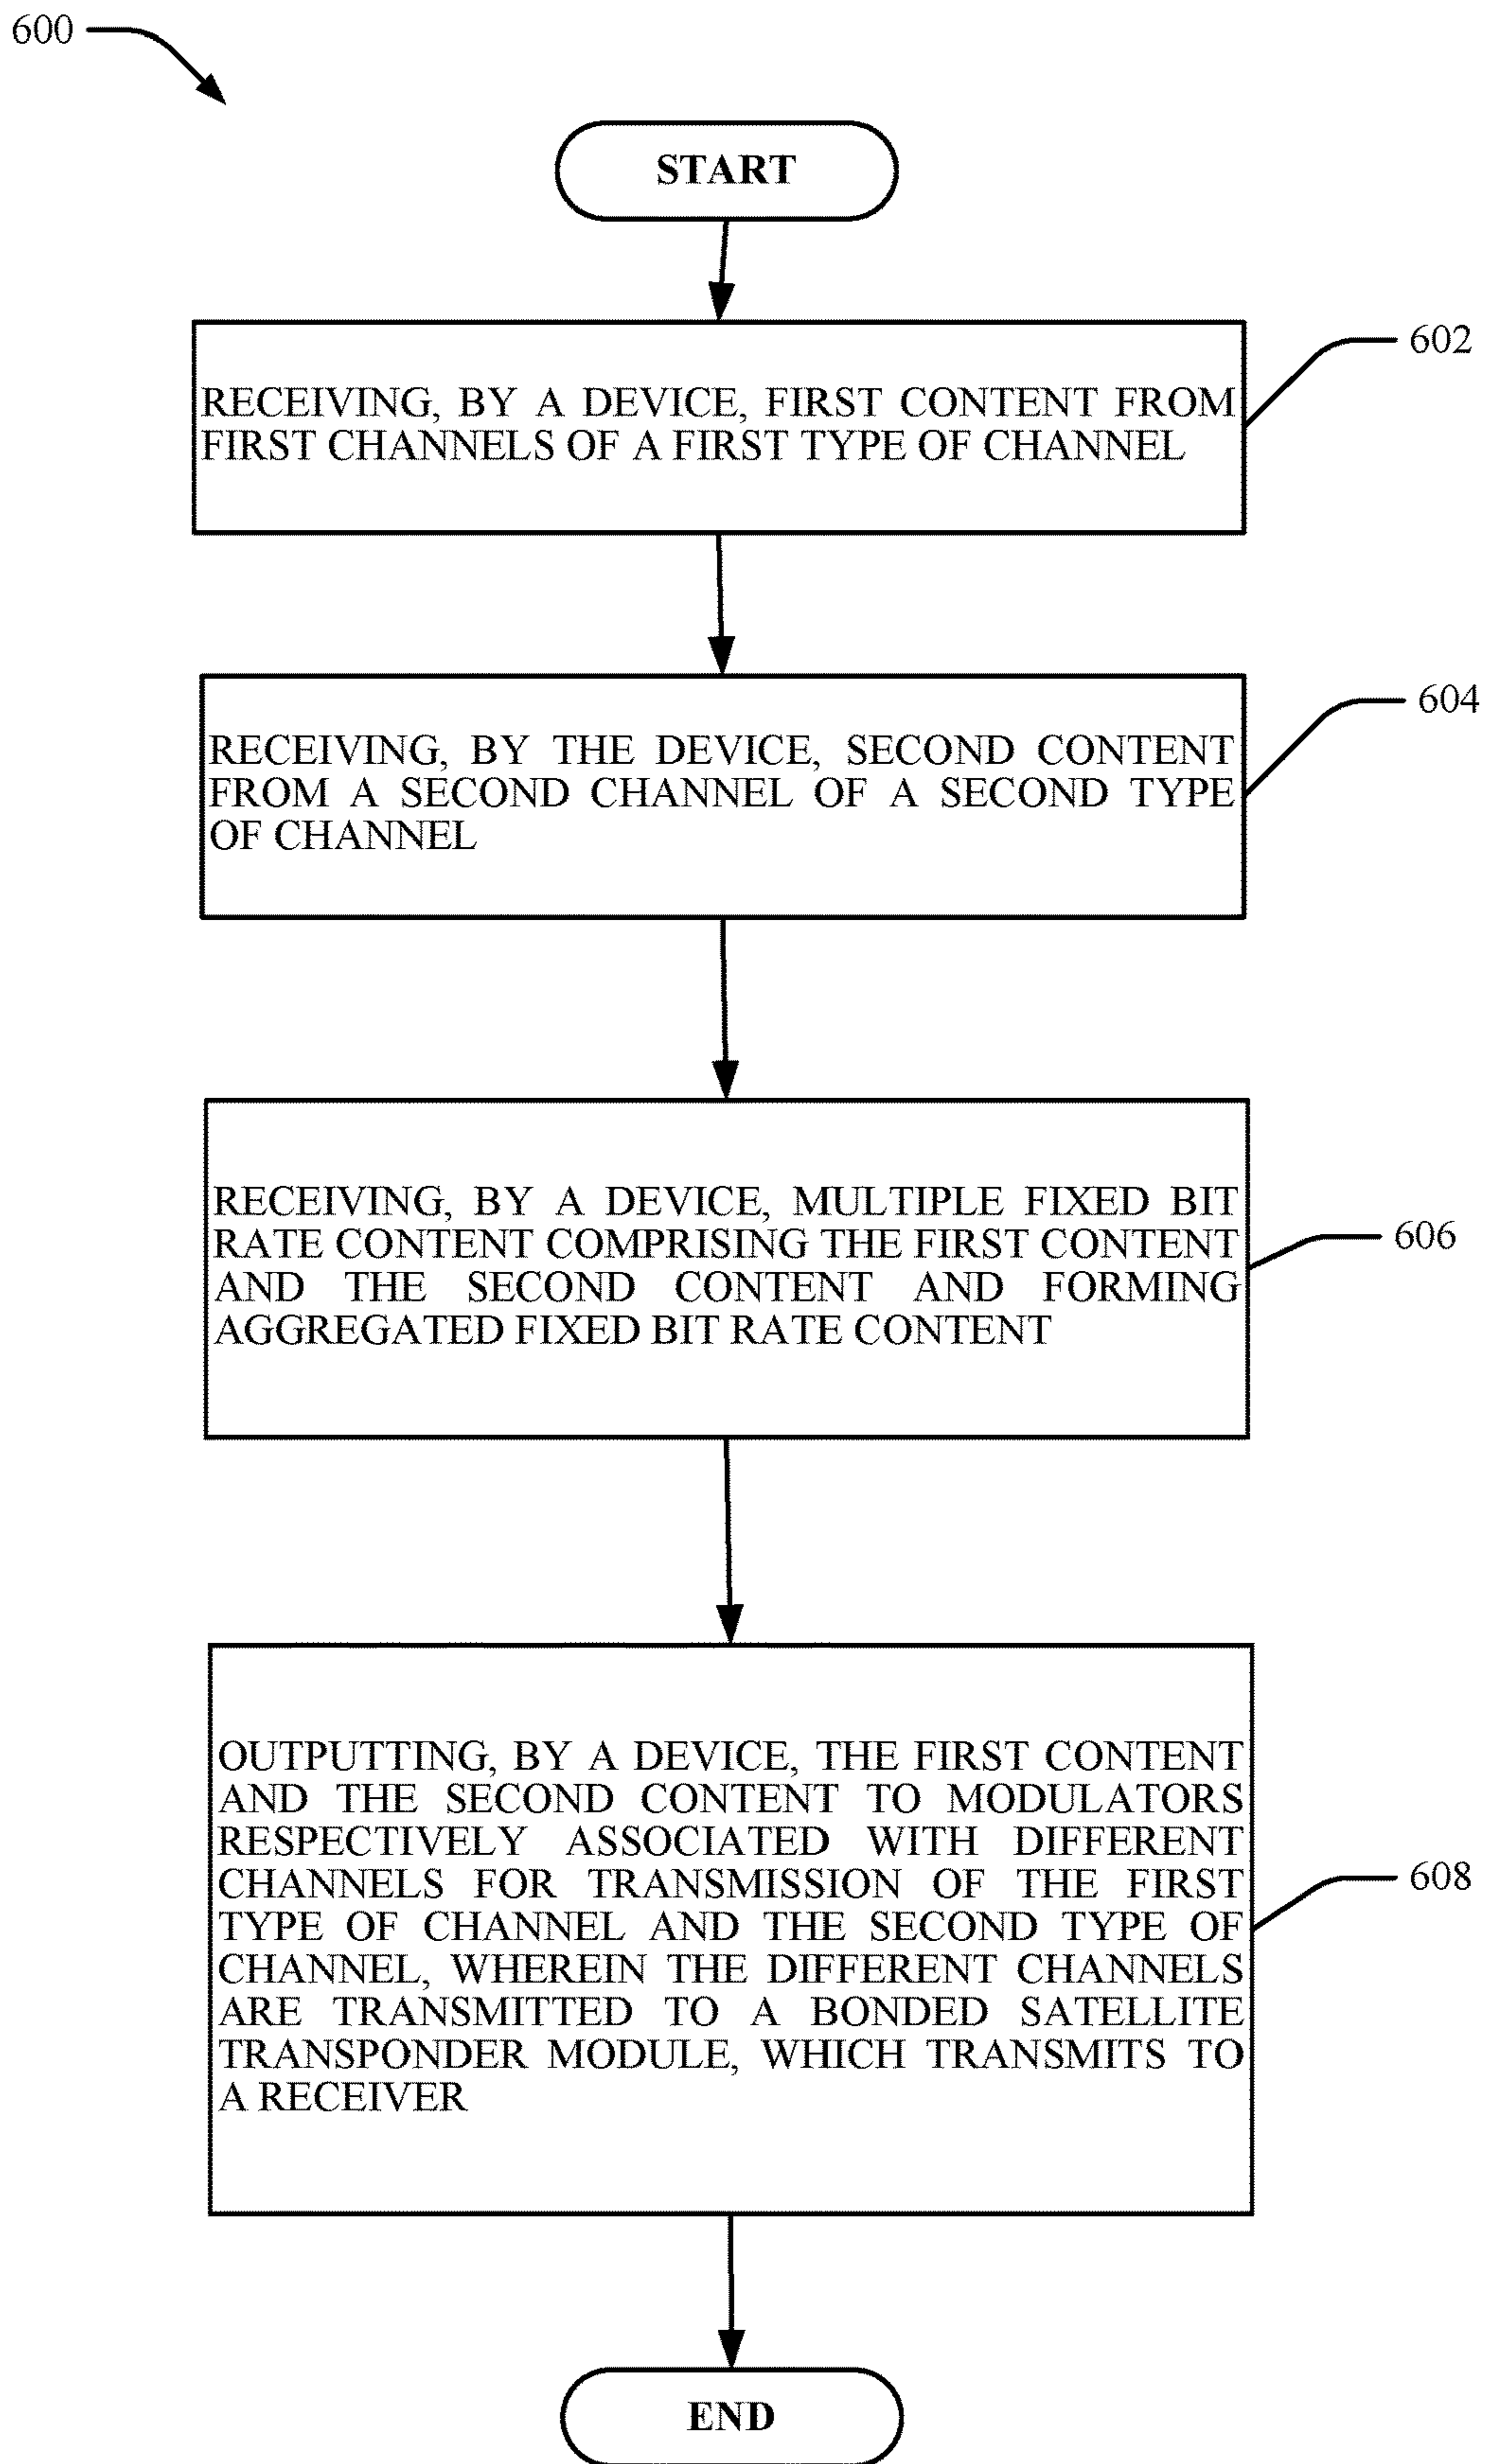 600
START
602
RECEIVING, BY A DEVICE, FIRST CONTENT FROM
FIRST CHANNELS OF A FIRST TYPE OF CHANNEL
604
RECEIVING, BY THE DEVICE, SECOND CONTENT
FROM A SECOND CHANNEL OF A SECOND TYPE
OF CHANNEL
RECEIVING, BY A DEVICE, MULTIPLE FIXED BIT
RATE CONTENT COMPRISING THE FIRST CONTENT
606
AND THE SECOND CONTENT AND FORMING
AGGREGATED FIXED BIT RATE CONTENT
OUTPUTTING, BY A DEVICE, THE FIRST CONTENT
AND THE SECOND CONTENT TO MODULATORS
RESPECTIVELY ASSOCIATED WITH DIFFERENT
CHANNELS FOR TRANSMISSION OF THE FIRST
608
TYPE OF CHANNEL AND THE SECOND TYPE OF
CHANNEL, WHEREIN THE DIFFERENT CHANNELS
ARE TRANSMITTED TO A BONDED SATELLITE
TRANSPONDER MODULE, WHICH TRANSMITS TO
A RECEIVER
END